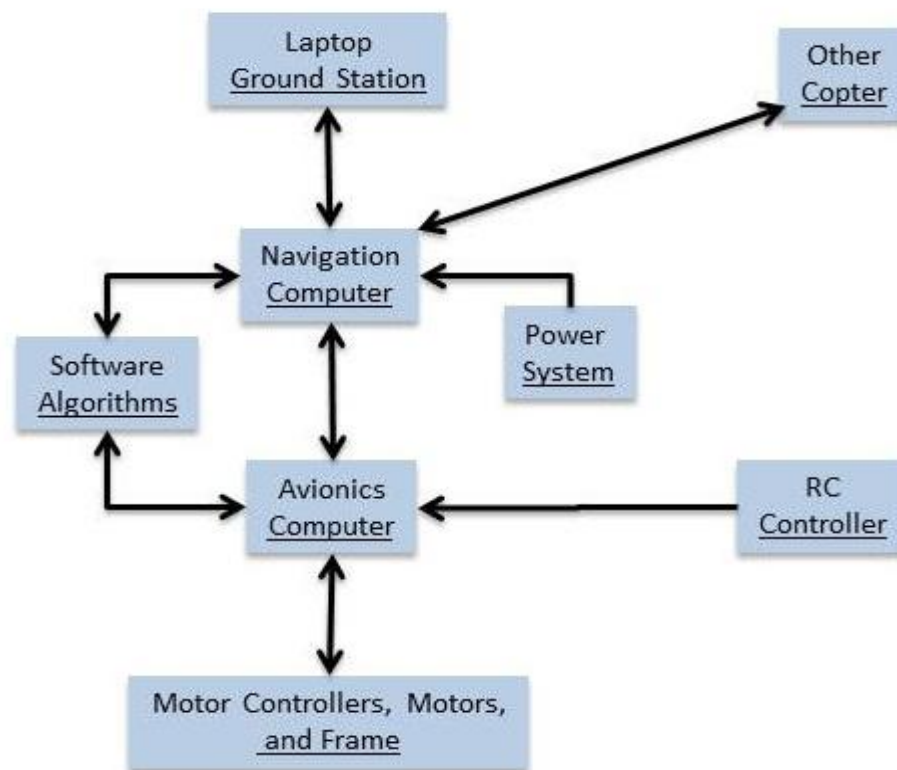 Laptop
Ground Station
Other
Copter
Navigation
Computer
Power
System
Software
Algorithms
Avionics
Computer
RC
Controller
Motor Controllers, Motors,
and Frame